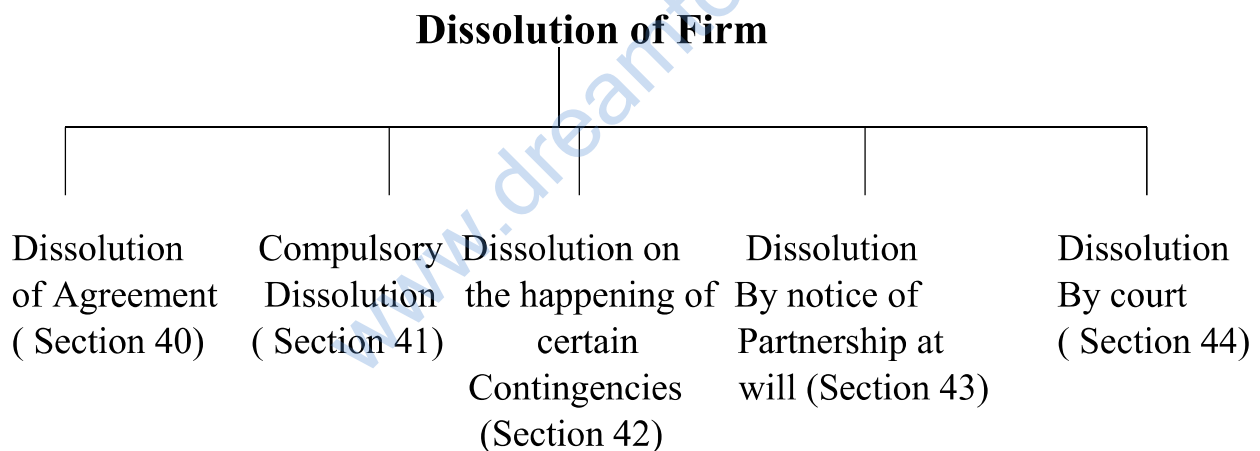 Dissolution of Firm
Dissolution
of Agreement
( Section 40)
Compulsory
Dissolution
( Section 41)
Dissolution on
the happening of
certain
Contingencies
(Section 42)
Dissolution
By notice of
Partnership at
will (Section 43)
Dissolution
By court
( Section 44)